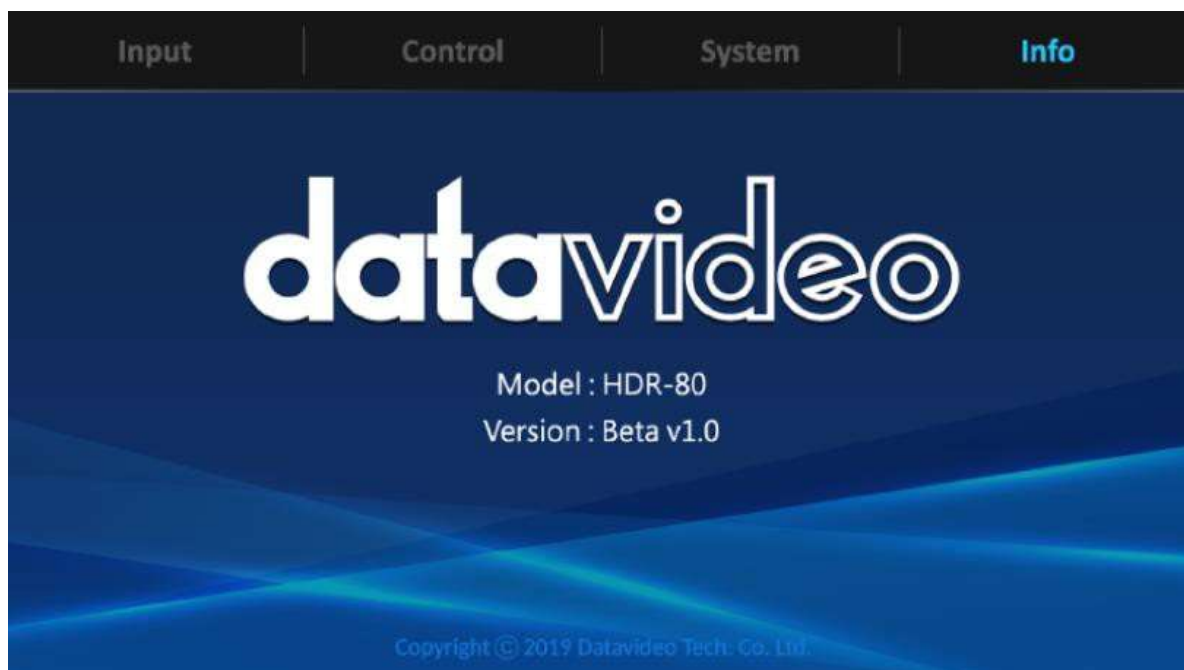 Input Control System Info
datavideo
Model : HDR-80
Version : Beta v1.0
Copyright © 2019 Datavideo Tech. Co. Ltd.